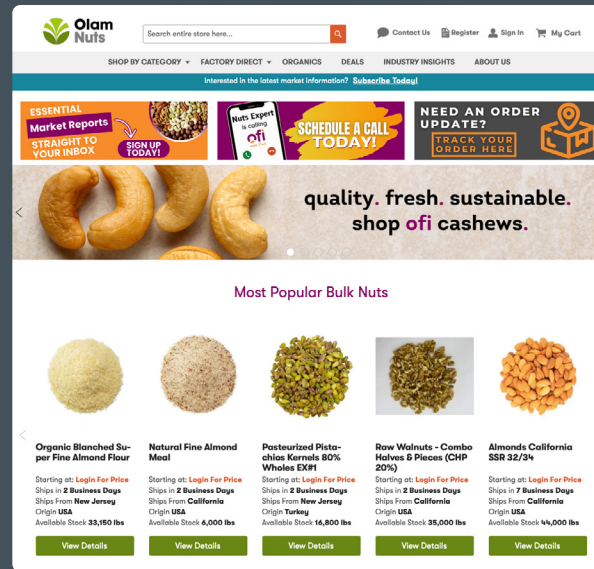 Olam
Nuts
Search entire store here...
Contact Us
Register
Sign In
My Cart
SHOP BY CATEGORY
FACTORY DIRECT
ORGANICS
DEALS
INDUSTRY INSIGHTS
ABOUT US
Interested in the latest market information? Subscribe Today!
ESSENTIAL
Market Reports
STRAIGHT TO
YOUR INBOX
SIGN UP
TODAY!
Nuts Expert
is calling
ofi
SCHEDULE A CALL
TODAY!
NEED AN ORDER
UPDATE?
TRACK YOUR
ORDER HERE
quality. fresh. sustainable.
shop ofi cashews.
Most Popular Bulk Nuts
Organic Blanched Su-
per Fine Almond Flour
Starting at: Login For Price
Ships in 2 Business Days
Ships From New Jersey
Origin USA
Available Stock 33,150 lbs
View Details
Natural Fine Almond
Meal
Starting at: Login For Price
Ships in 2 Business Days
Ships From California
Origin USA
Available Stock 6,000 lbs
View Details
Pasteurized Pista-
chios Kernels 80%
Wholes EX#1
Starting at: Login For Price
Ships in 2 Business Days
Ships From New Jersey
Origin Turkey
Available Stock 16,800 lbs
View Details
Raw Walnuts - Combo
Halves & Pieces (CHP
20%)
Starting at: Login For Price
Ships in 2 Business Days
Ships From California
Origin USA
Available Stock 35,000 lbs
View Details
Almonds California
SSR 32/34
Starting at: Login For Price
Ships in 7 Business Days
Ships From California
Origin USA
Available Stock 44,000 lbs
View Details